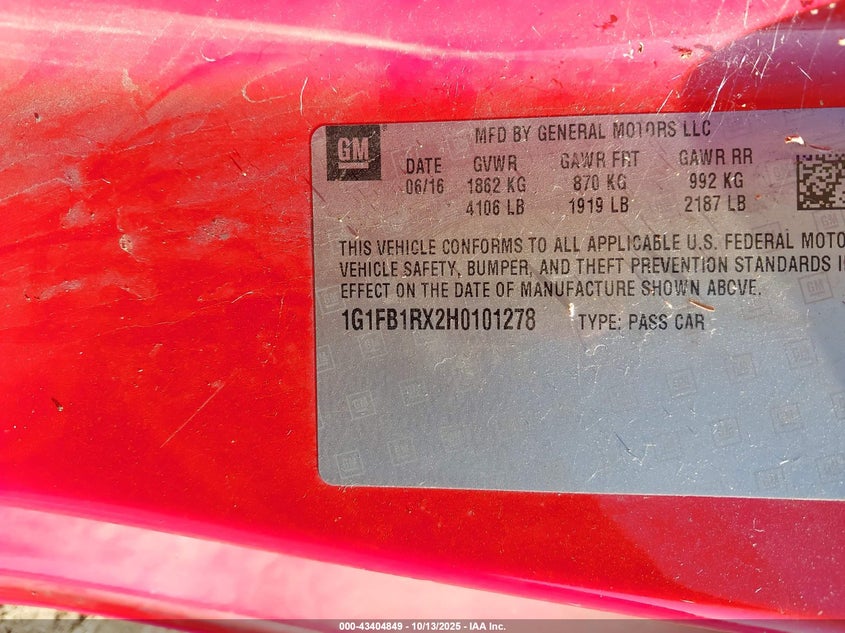 GM
MFD BY GENERAL MOTORS LLC
DATE GVWR GAWR FRT GAWR RR
06/16 1862 KG 870 KG 992 KG
4106 LB 1919 LB 2187 LB
THIS VEHICLE CONFORMS TO ALL APPLICABLE U.S. FEDERAL MOTO
VEHICLE SAFETY, BUMPER, AND THEFT PREVENTION STANDARDS I
EFFECT ON THE DATE OF MANUFACTURE SHOWN ABOVE.
1G1FB1RX2H0101278 TYPE: PASS CAR
000-43404849 | 10/13/2025 - IAA Inc.